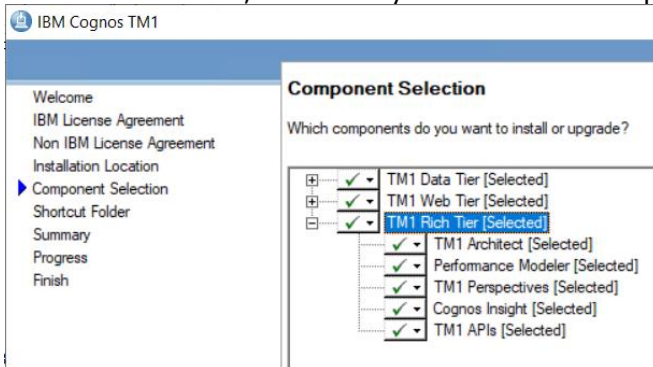 IBM Cognos TM1
Welcome
IBM License Agreement
Non IBM License Agreement
Installation Location
Component Selection
Shortcut Folder
Summary
Progress
Finish
Component Selection
Which components do you want to install or upgrade?
TM1 Data Tier [Selected]
TM1 Web Tier [Selected]
TM1 Rich Tier [Selected]
TM1 Architect [Selected]
Performance Modeler [Selected]
TM1 Perspectives [Selected]
Cognos Insight [Selected]
TM1 APIs [Selected]